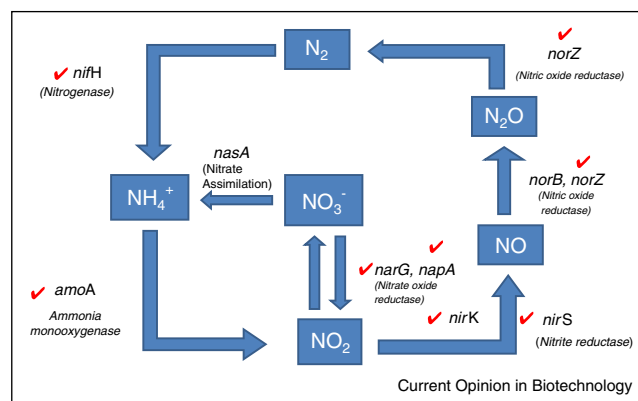 N2
norZ
(Nitric oxide reductase)
nifH
(Nitrogenase)
N2O
nasA
(Nitrate
Assimilation)
norB, norZ
(Nitric oxide
reductase)
NH4+
NO3-
NO
narG, napA
(Nitrate oxide
reductase)
amoA
Ammonia
monooxygenase
NO2
nirK
nirS
(Nitrite reductase)
Current Opinion in Biotechnology